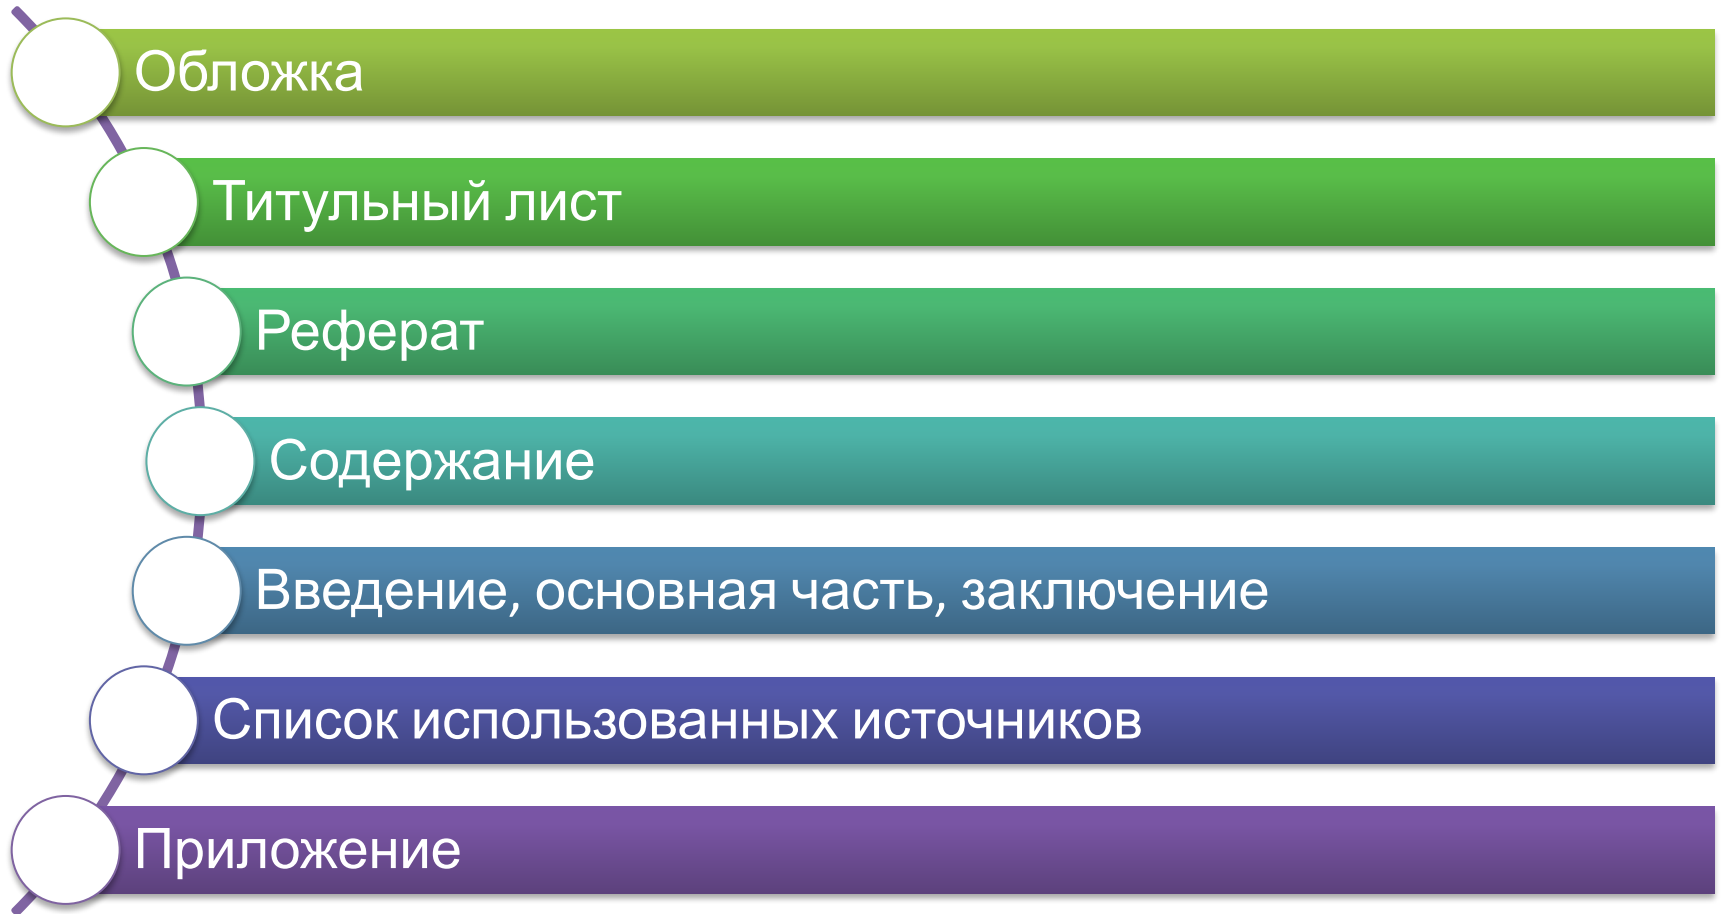 Обложка
Титульный лист
Реферат
Содержание
Введение, основная часть, заключение
Список использованных источников
Приложение